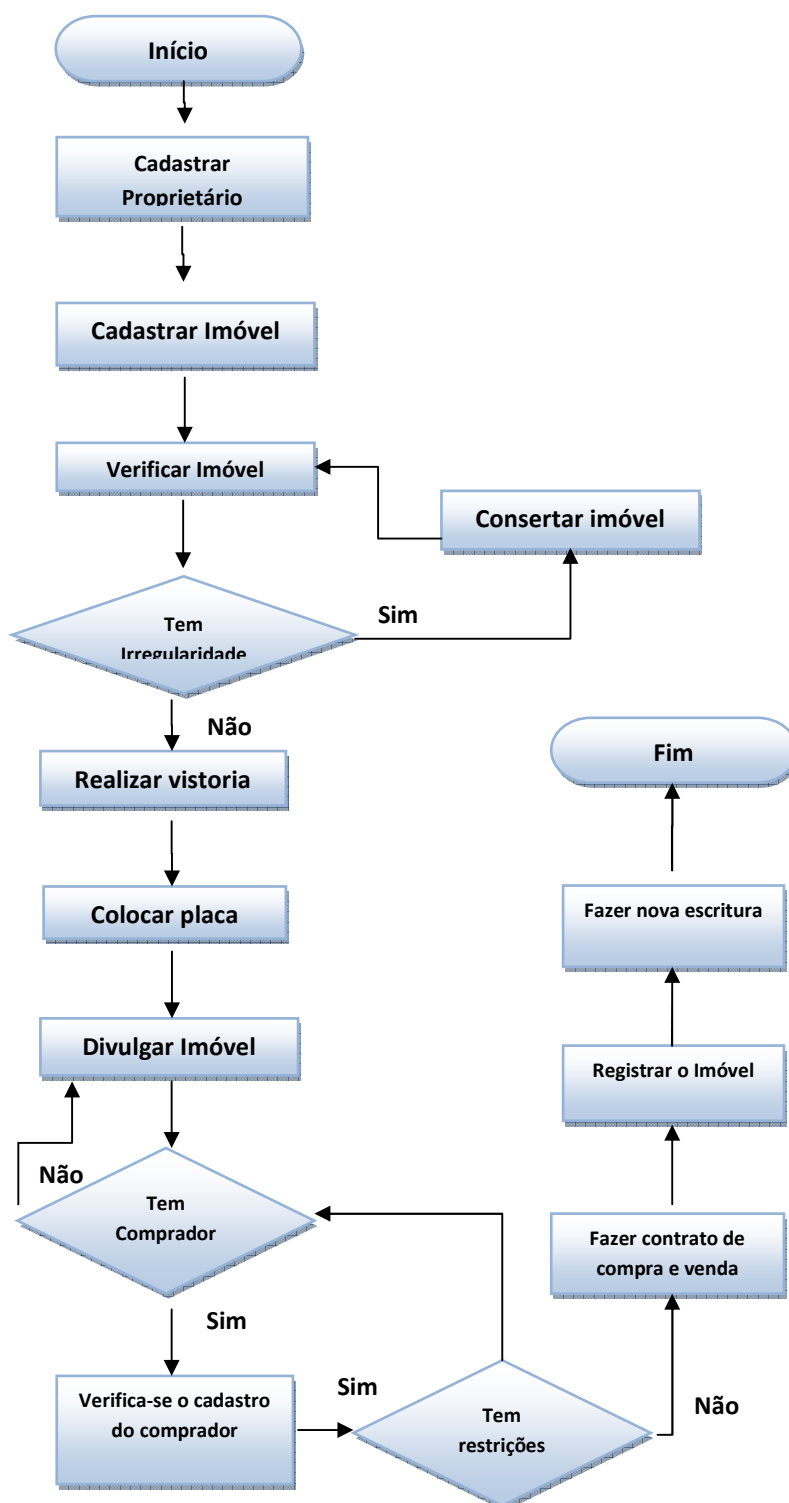 Início
Cadastrar
Proprietário
Cadastrar Imóvel
Verificar Imóvel
Consertar imóvel
Tem
Irregularidade
Sim
Não
Realizar vistoria
Colocar placa
Divulgar Imóvel
Não
Tem
Comprador
Sim
Verifica-se o cadastro
do comprador
Sim
Tem
restrições
Não
Fazer contrato de
compra e venda
Registrar o Imóvel
Fazer nova escritura
Fim